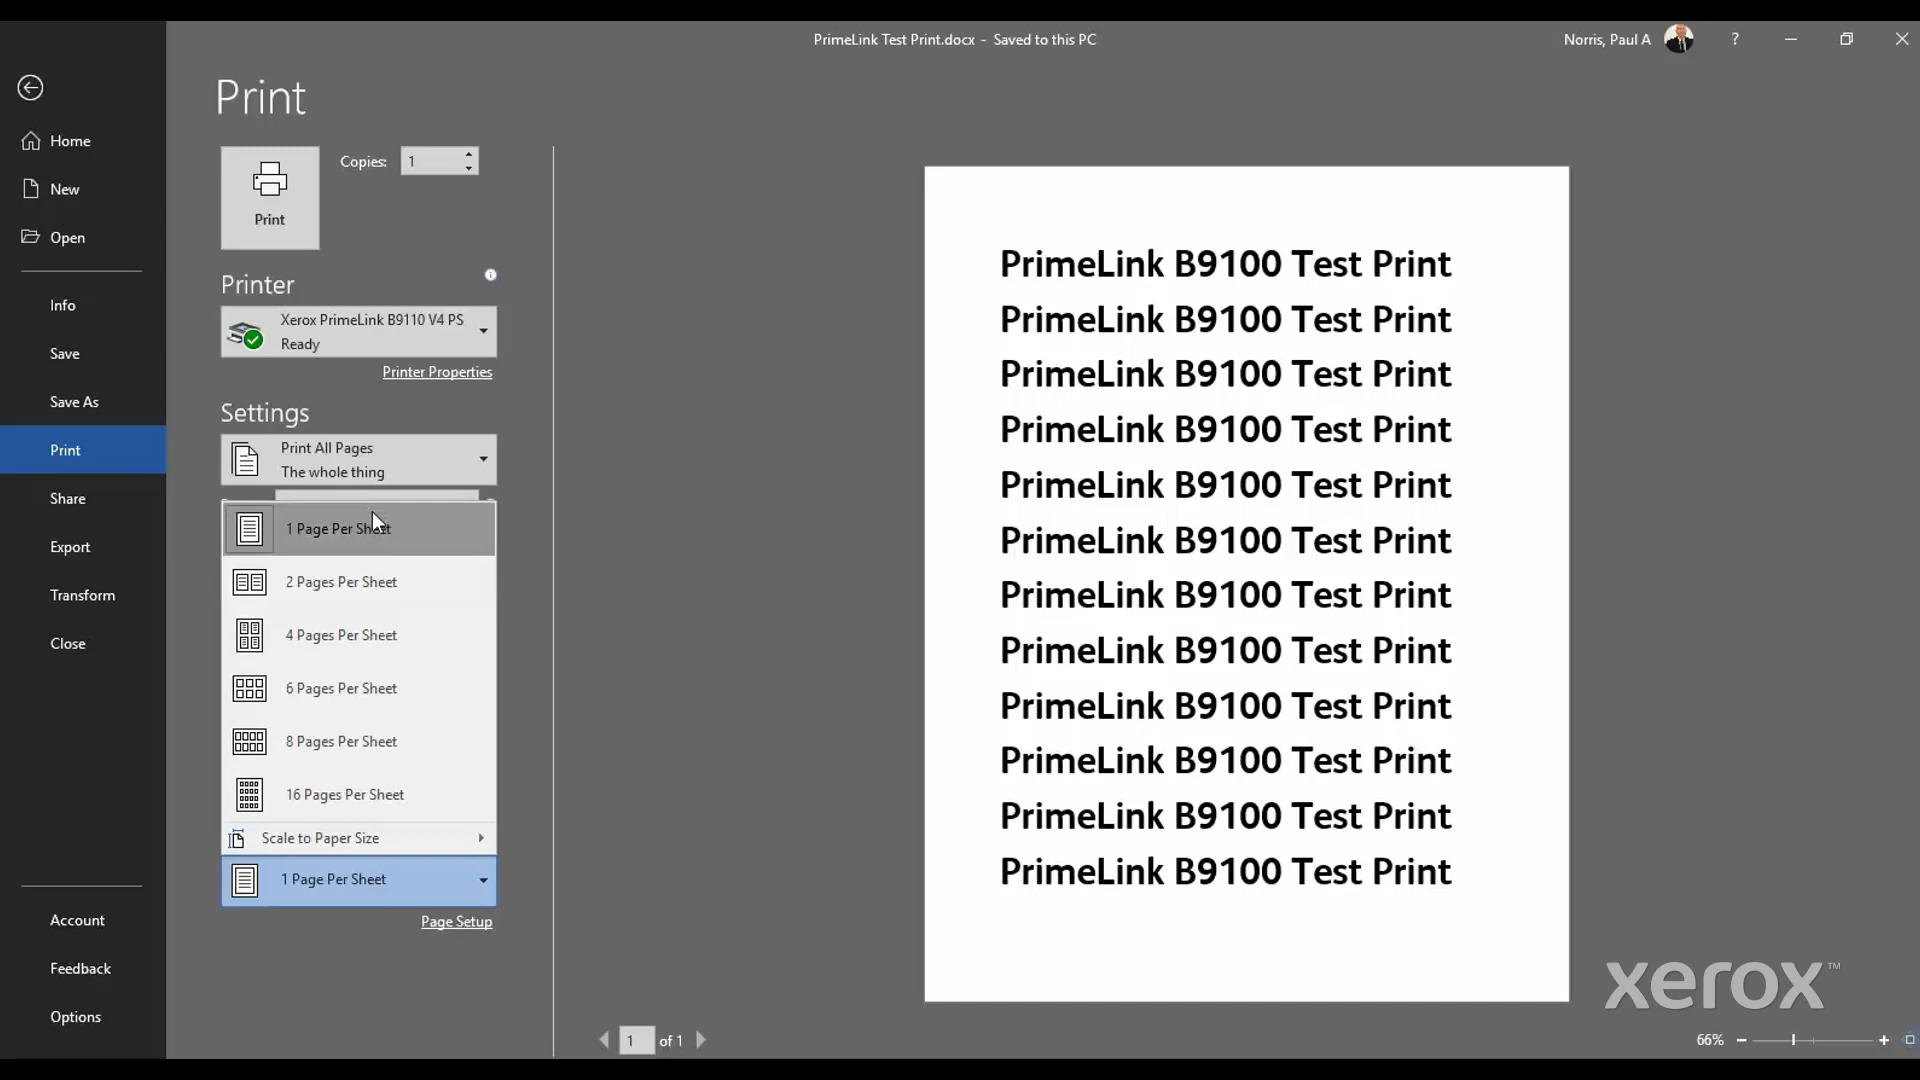 PrimeLink Test Print.docx - Saved to this PC
Norris, Paul A
?
Home
New
Open
Info
Save
Save As
Print
Share
Export
Transform
Close
Account
Feedback
Options
Print
Print
Copies: 1
Printer
Xerox PrimeLink B9110 V4 PS
Ready
Printer Properties
Settings
Print All Pages
The whole thing
1 Page Per Sheet
2 Pages Per Sheet
4 Pages Per Sheet
6 Pages Per Sheet
8 Pages Per Sheet
16 Pages Per Sheet
Scale to Paper Size
1 Page Per Sheet
Page Setup
PrimeLink B9100 Test Print
PrimeLink B9100 Test Print
PrimeLink B9100 Test Print
PrimeLink B9100 Test Print
PrimeLink B9100 Test Print
PrimeLink B9100 Test Print
PrimeLink B9100 Test Print
PrimeLink B9100 Test Print
PrimeLink B9100 Test Print
PrimeLink B9100 Test Print
PrimeLink B9100 Test Print
PrimeLink B9100 Test Print
xerox™
1 of 1
66%